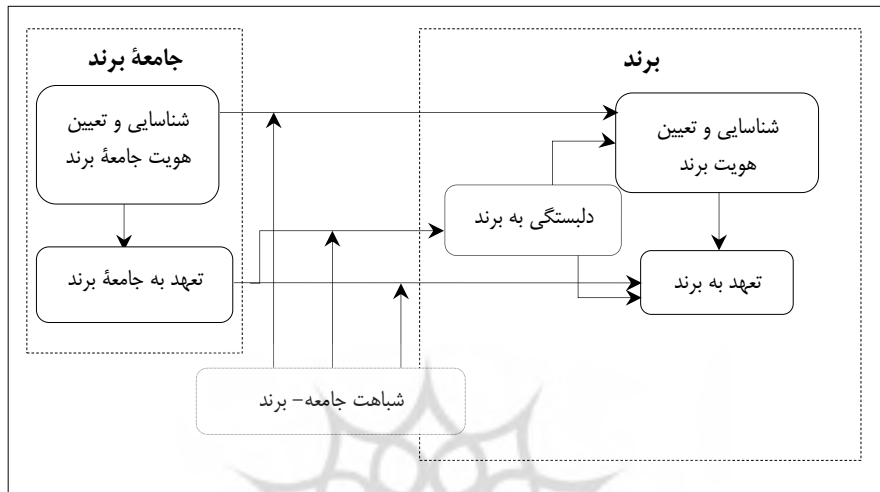 جامعهٔ برند
شناسایی و تعیین
هویت جامعهٔ برند
تعهد به جامعهٔ برند
برند
شناسایی و تعیین
هویت برند
دلبستگی به برند
تعهد به برند
شباهت جامعه- برند